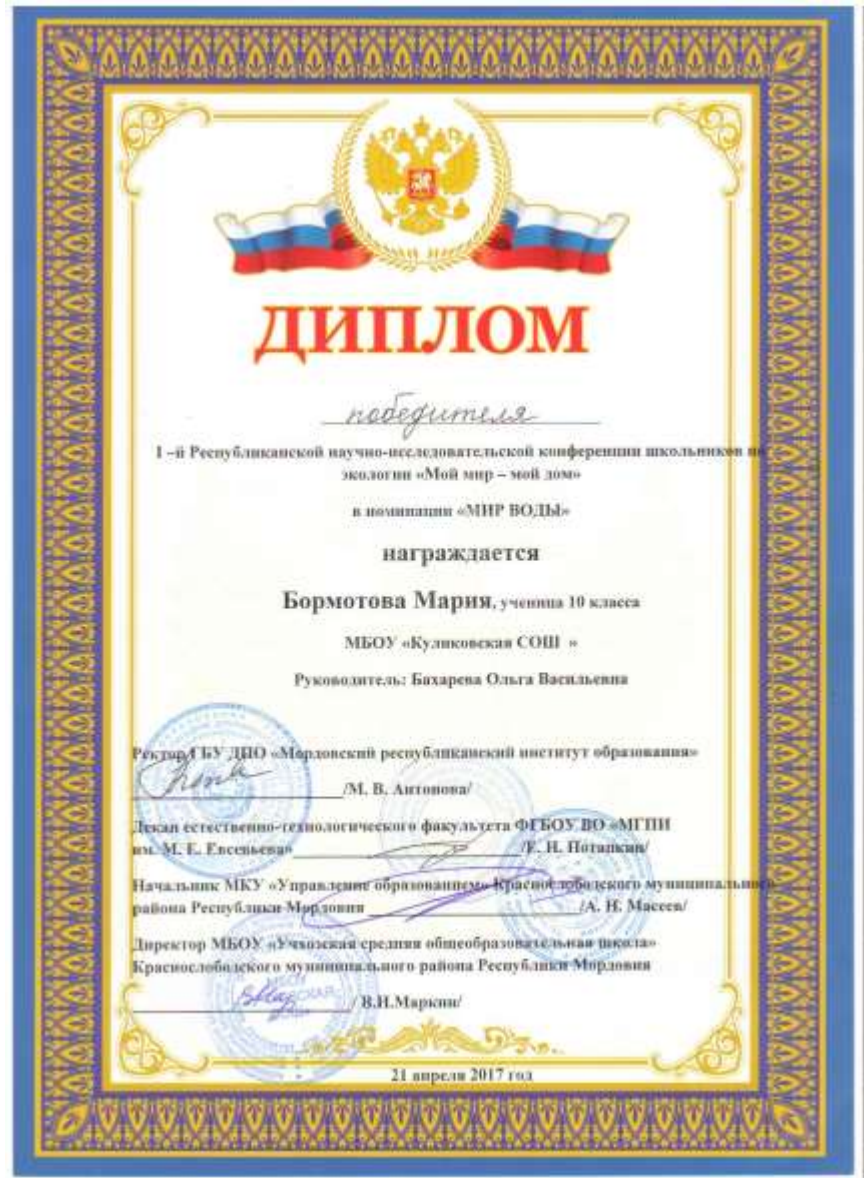 ДИПЛОМ
победителя
I –й Республиканской научно-исследовательской конференции школьников по
экологии «Мой мир – мой дом»
в номинации «МИР ВОДЫ»
награждается
Бормотова Мария, ученица 10 класса
МБОУ «Куликовская СОШ »
Руководитель: Бахарева Ольга Васильевна
Ректор ГБУ ДПО «Мордовский республиканский институт образования»
/М. В. Антонова/
Декан естественно-технологического факультета ФГБОУ ВО «МГПИ
им. М. Е. Евсевьева» /Е. Н. Потапкин/
Начальник МКУ «Управление образованием» Краснослободского муниципального
района Республики Мордовия /А. Н. Масеев/
Директор МБОУ «Учхозская средняя общеобразовательная школа»
Краснослободского муниципального района Республики Мордовия
/ В.И.Маркин/
21 апреля 2017 год